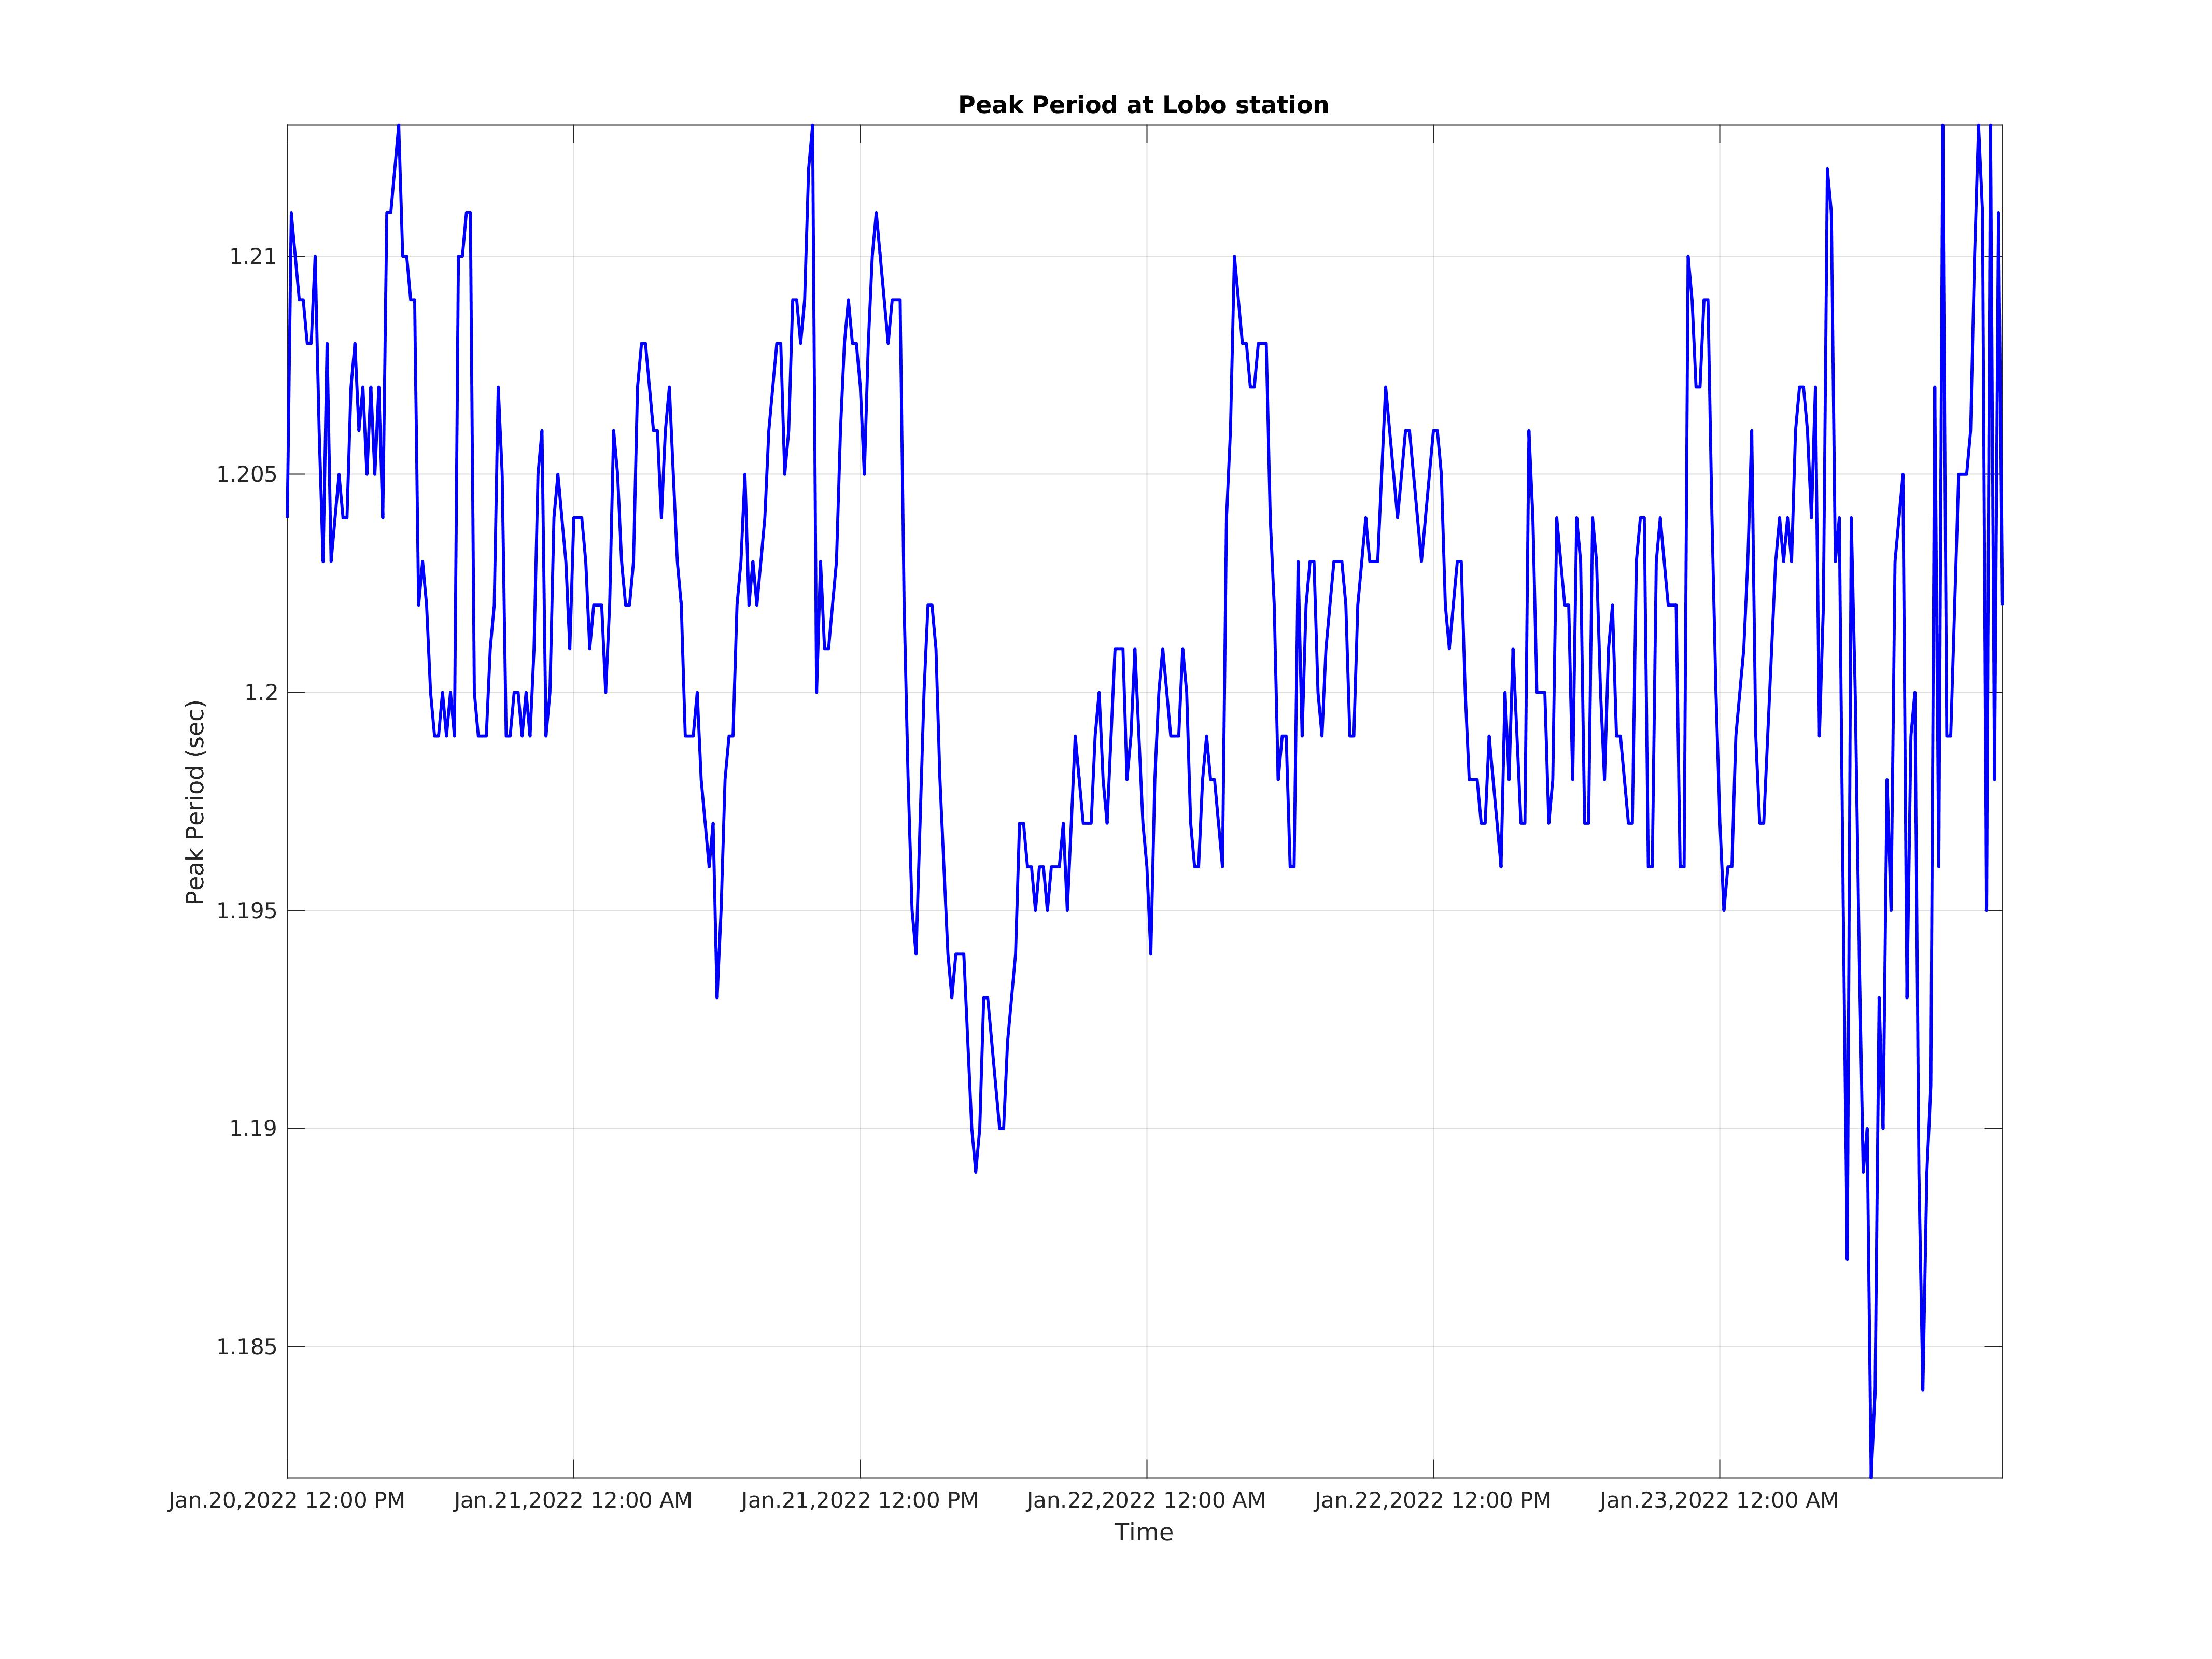 Peak Period at Lobo station
1.21
1.205
1.2
1.195
1.19
1.185
Peak Period (sec)
Jan.20,2022 12:00 PM
Jan.21,2022 12:00 AM
Jan.21,2022 12:00 PM
Jan.22,2022 12:00 AM
Jan.22,2022 12:00 PM
Jan.23,2022 12:00 AM
Time